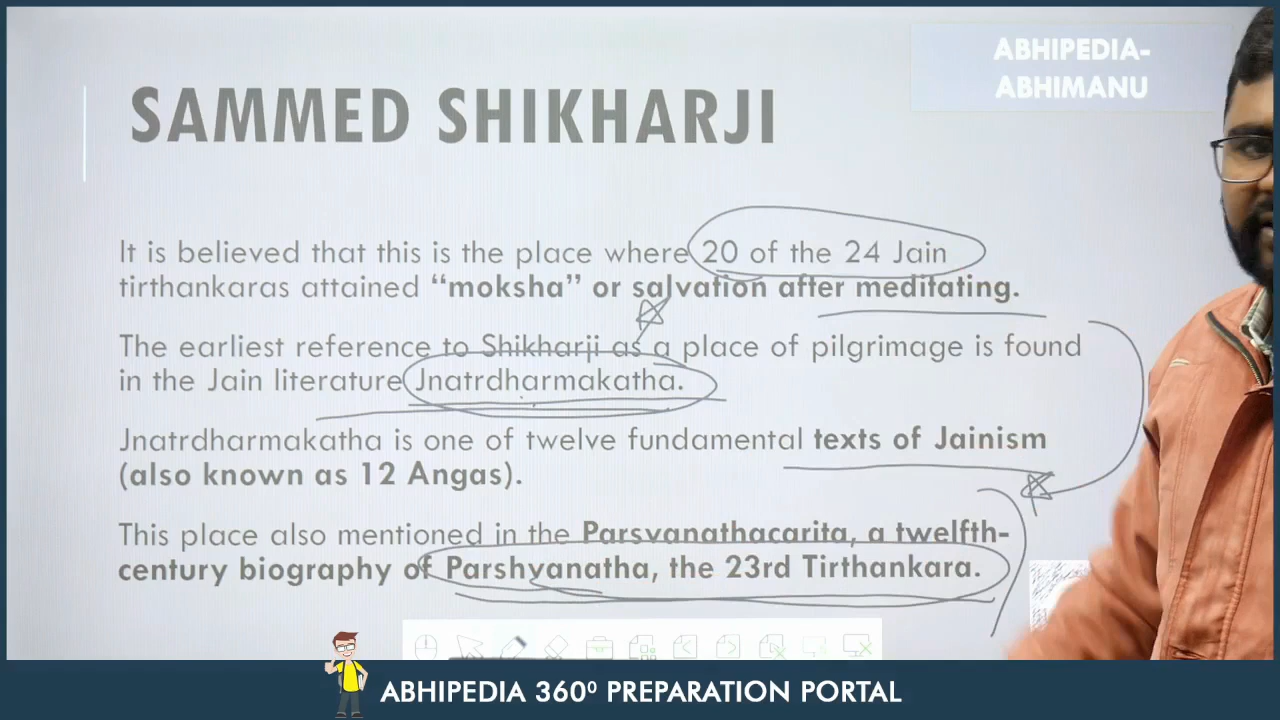 ABHIPEDIA-
ABHIMANU
SAMMED SHIKHARJI
It is believed that this is the place where 20 of the 24 Jain
tirthankaras attained “moksha” or salvation after meditating.
The earliest reference to Shikharji as a place of pilgrimage is found
in the Jain literature Jnatrdharmakatha.
Jnatrdharmakatha is one of twelve fundamental texts of Jainism
(also known as 12 Angas).
This place also mentioned in the Parsvanathacarita, a twelfth-
century biography of Parshvanatha, the 23rd Tirthankara.
ABHIPEDIA 360⁰ PREPARATION PORTAL